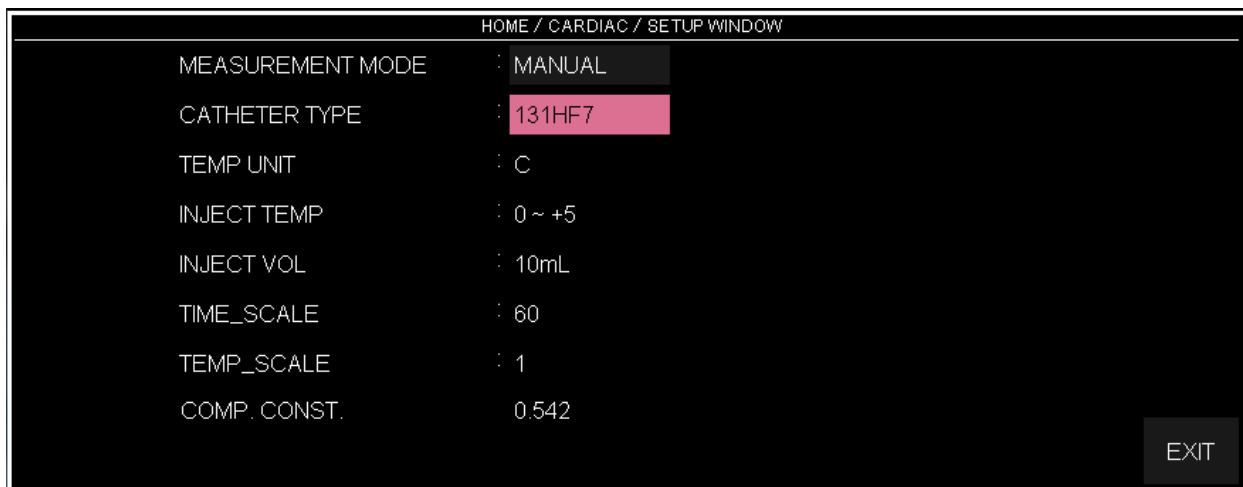 HOME / CARDIAC / SETUP WINDOW
MEASUREMENT MODE : MANUAL
CATHETER TYPE : 131HF7
TEMP UNIT : C
INJECT TEMP : 0 ~ +5
INJECT VOL : 10mL
TIME_SCALE : 60
TEMP_SCALE : 1
COMP. CONST. 0.542
EXIT